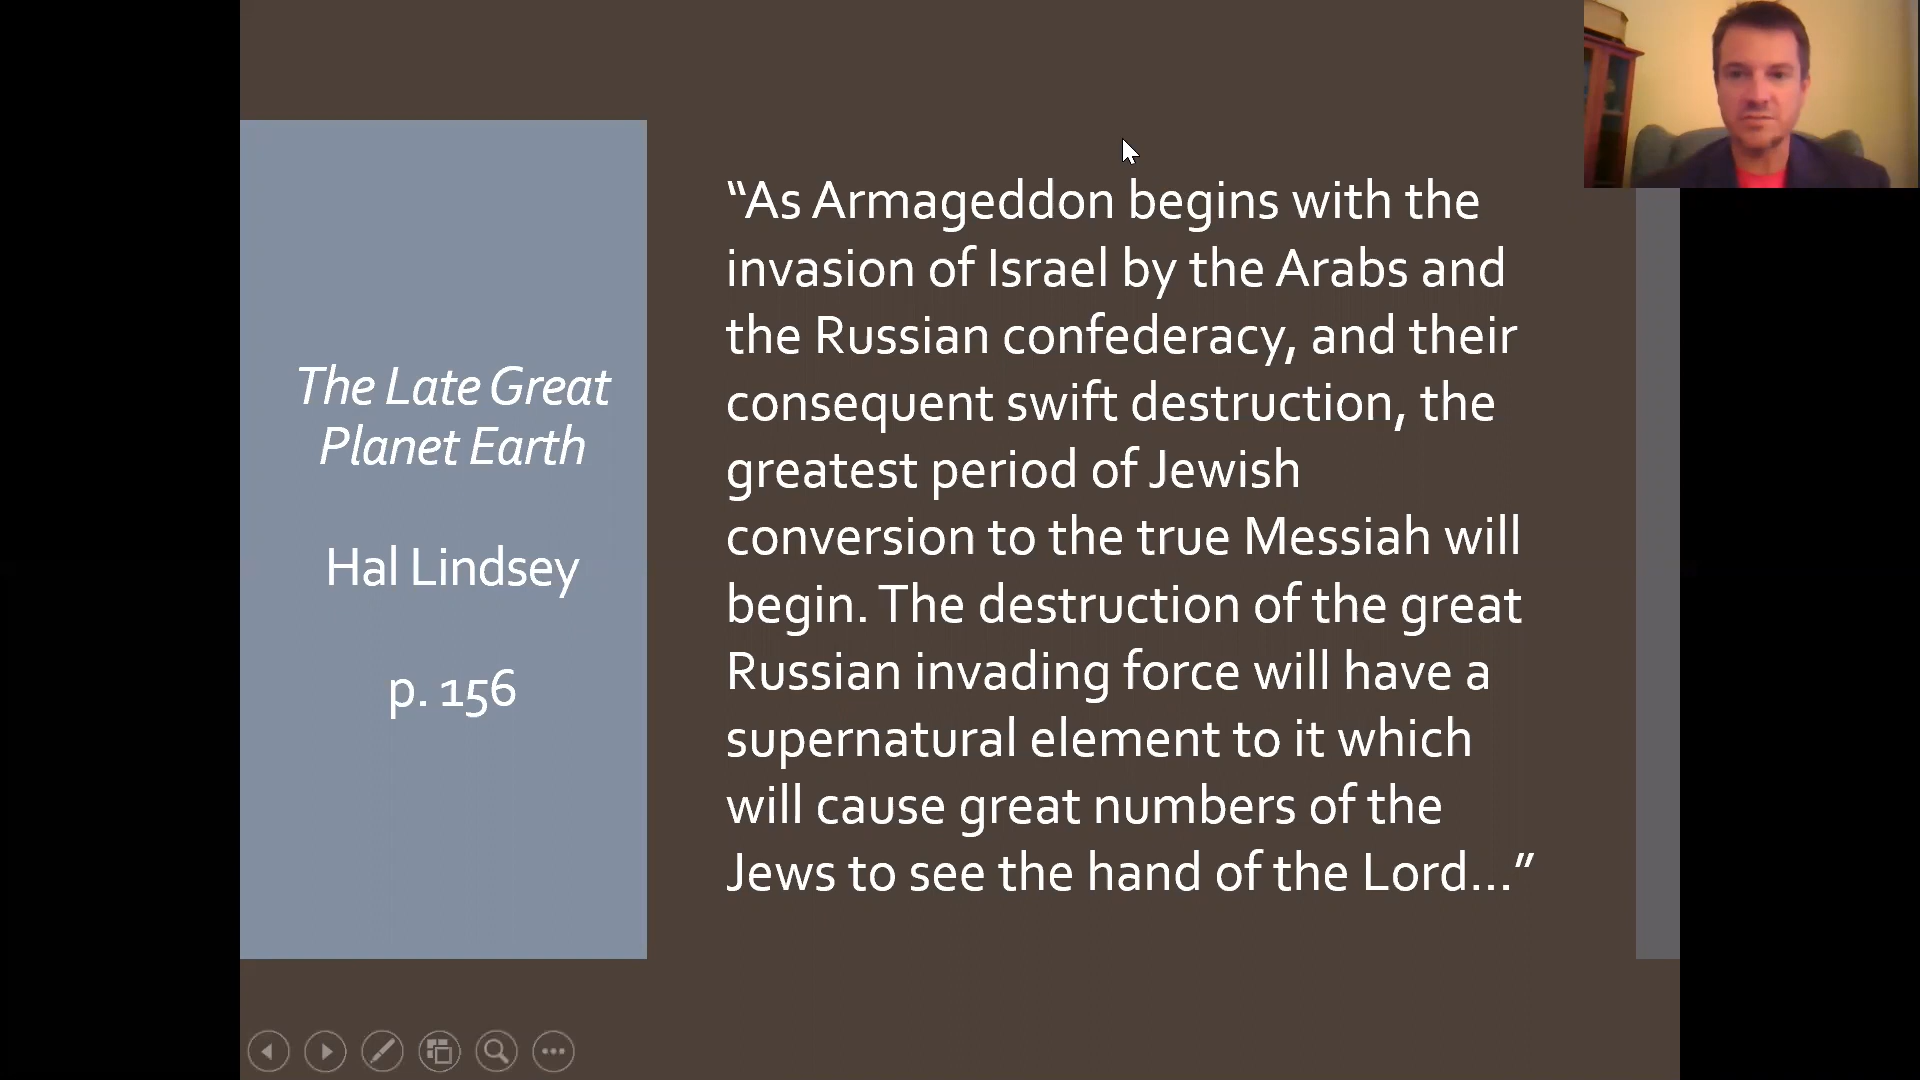 The Late Great
Planet Earth
Hal Lindsey
p. 156
“As Armageddon begins with the
invasion of Israel by the Arabs and
the Russian confederacy, and their
consequent swift destruction, the
greatest period of Jewish
conversion to the true Messiah will
begin. The destruction of the great
Russian invading force will have a
supernatural element to it which
will cause great numbers of the
Jews to see the hand of the Lord…”